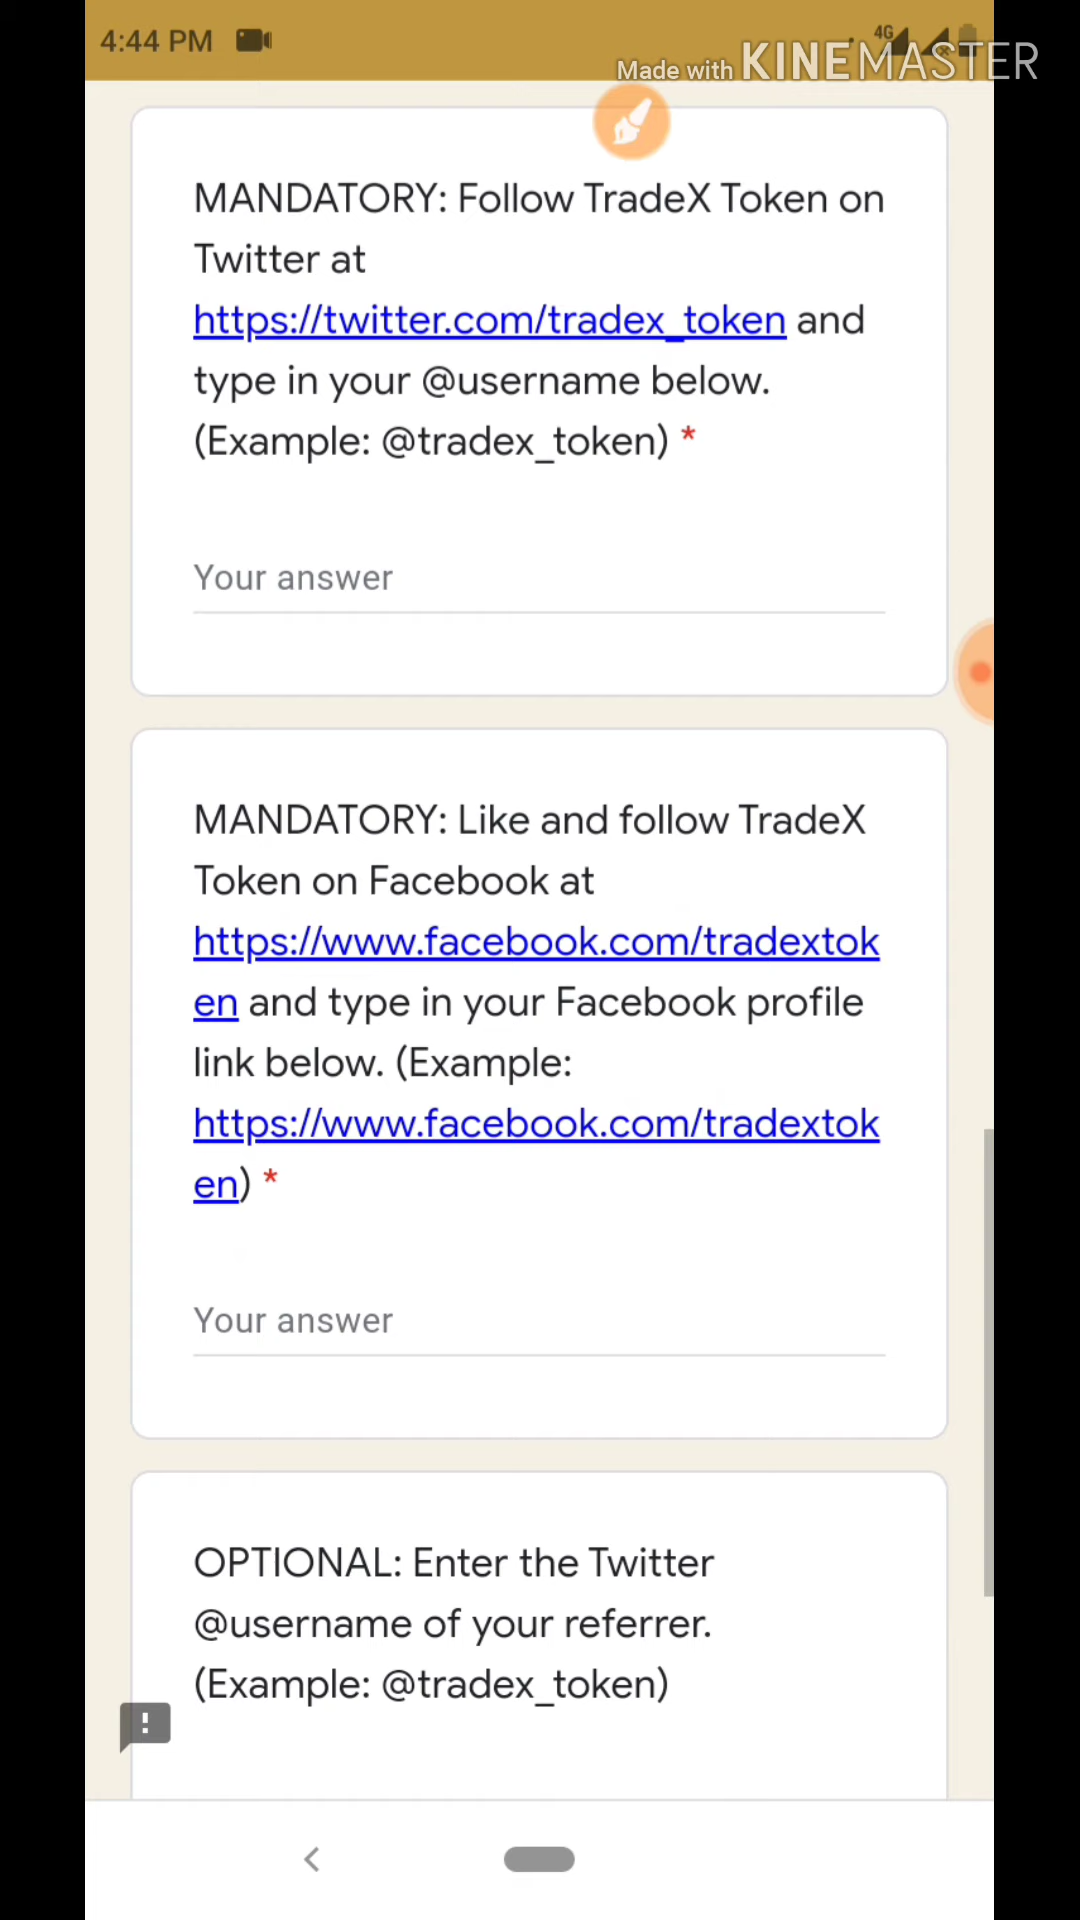 4:44 PM
4G
Made with KINEMASTER
MANDATORY: Follow TradeX Token on
Twitter at
https://twitter.com/tradex_token and
type in your @username below.
(Example: @tradex_token) *
Your answer
MANDATORY: Like and follow TradeX
Token on Facebook at
https://www.facebook.com/tradextok
en and type in your Facebook profile
link below. (Example:
https://www.facebook.com/tradextok
en) *
Your answer
OPTIONAL: Enter the Twitter
@username of your referrer.
(Example: @tradex_token)